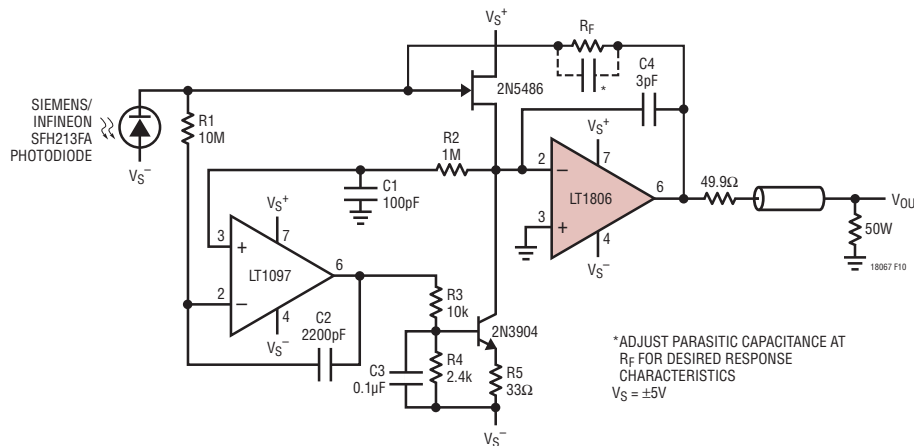 VS+
RF
C4
3pF
*
2N5486
SIEMENS/
INFINEON
SFH213FA
PHOTODIODE
VS−
R1
10M
R2
1M
VS+
2
7
−
LT1806
6
49.9Ω
VOU
3
+
4
VS−
50W
18067 F10
C1
100pF
VS+
3
7
+
LT1097
6
2
−
4
VS−
C2
2200pF
R3
10k
2N3904
C3
0.1µF
R4
2.4k
R5
33Ω
VS−
*ADJUST PARASITIC CAPACITANCE AT
RF FOR DESIRED RESPONSE
CHARACTERISTICS
VS = ±5V